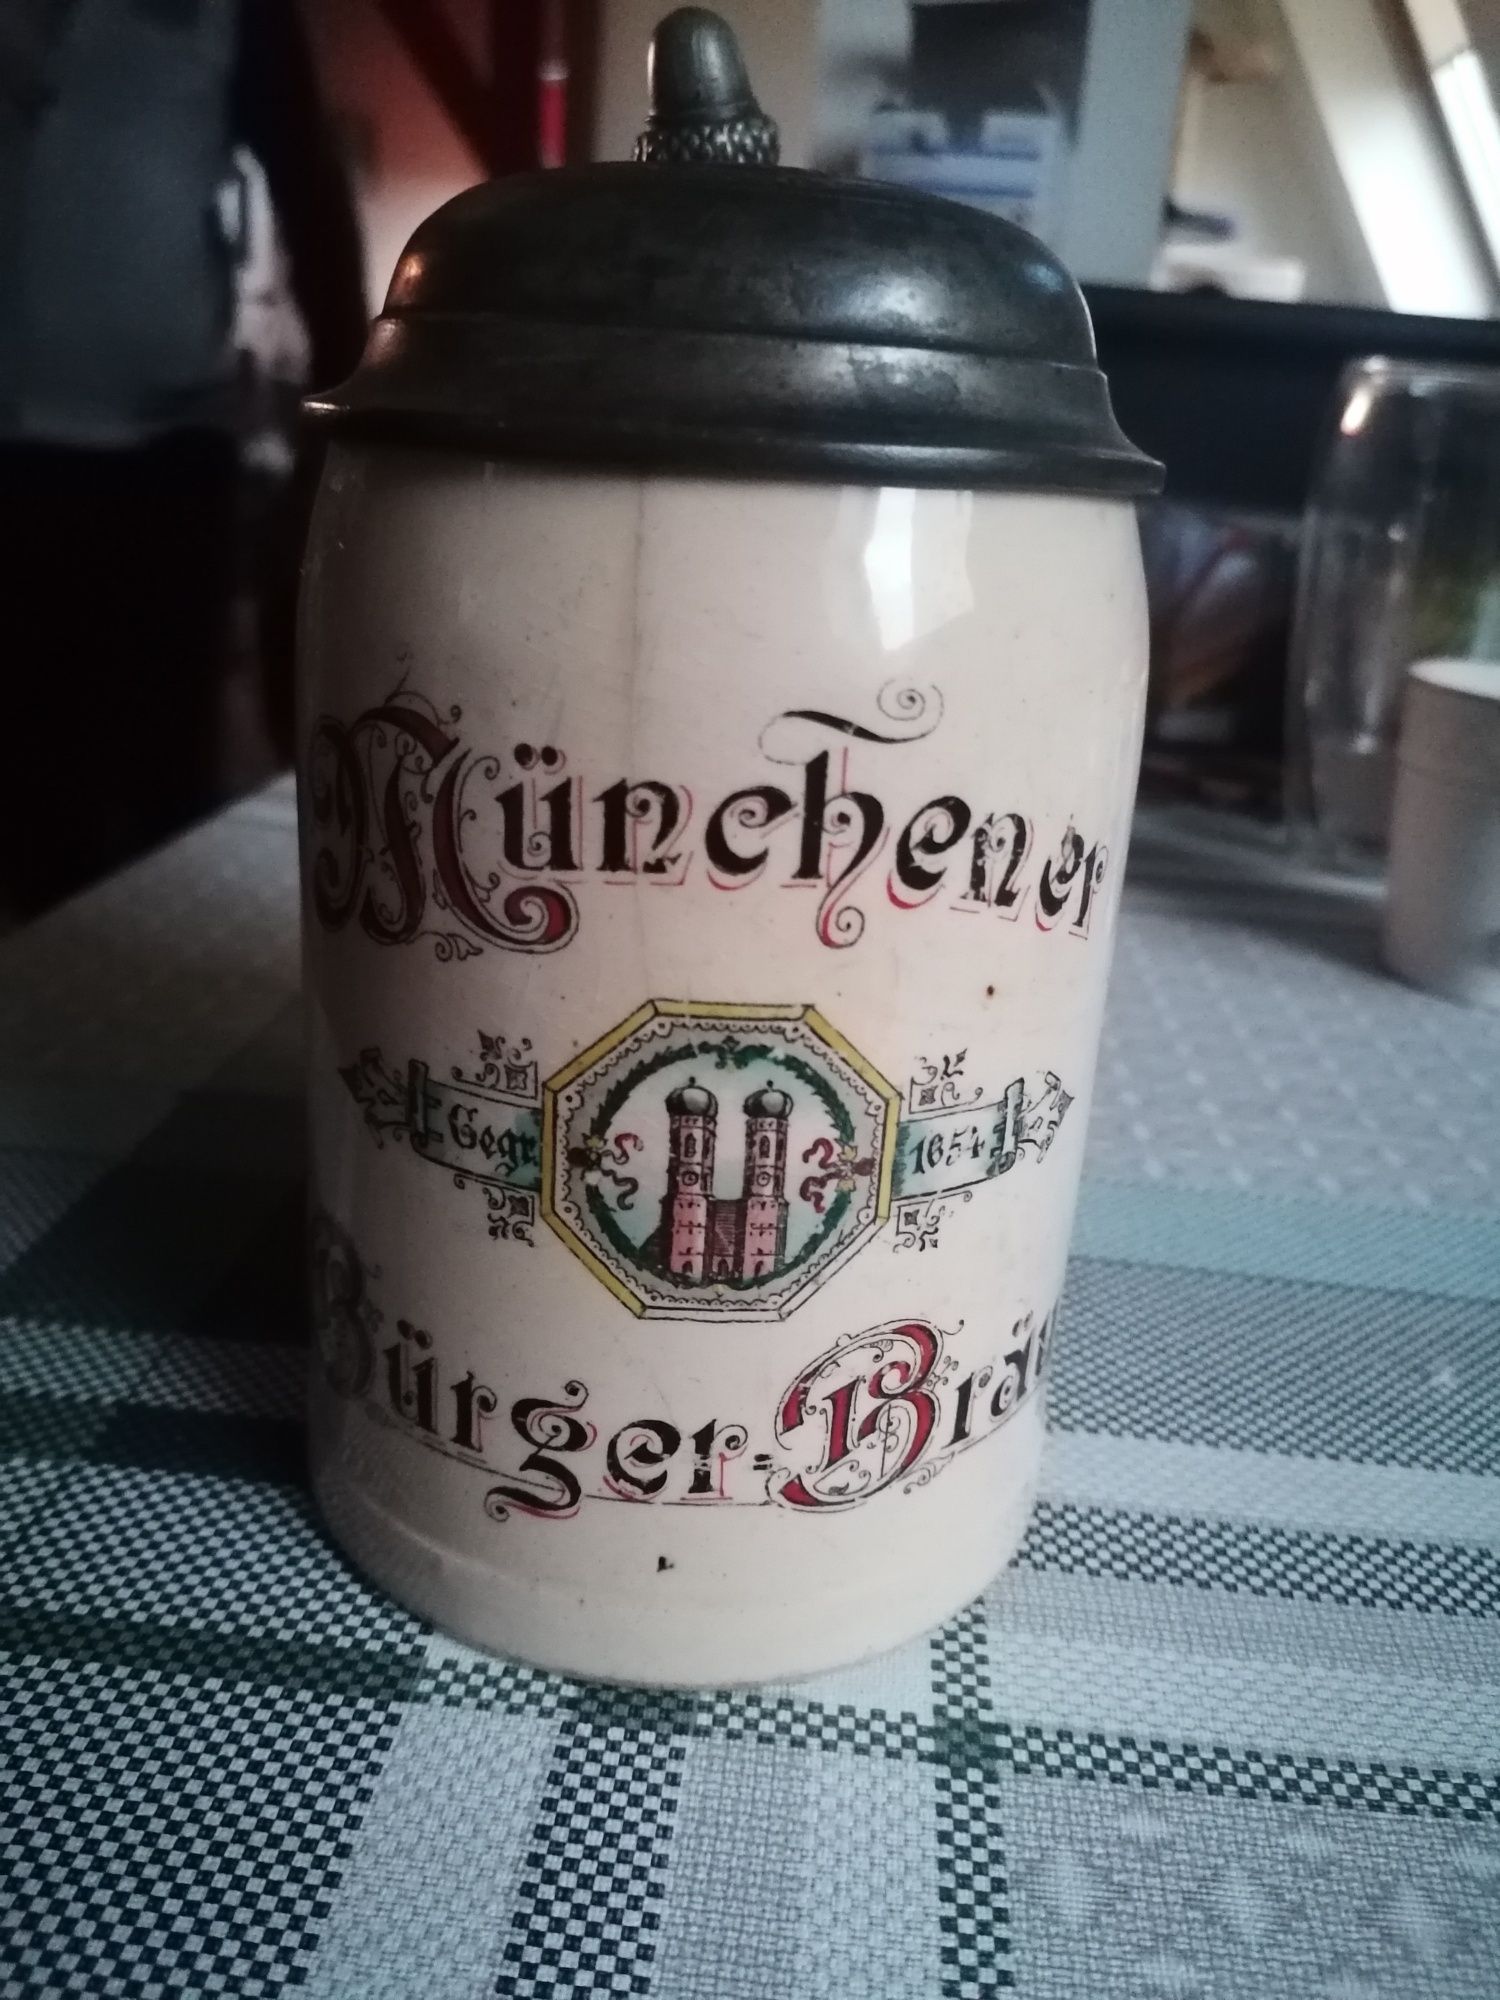 Münchener
Gegr. 1654
Bürger=Bräu